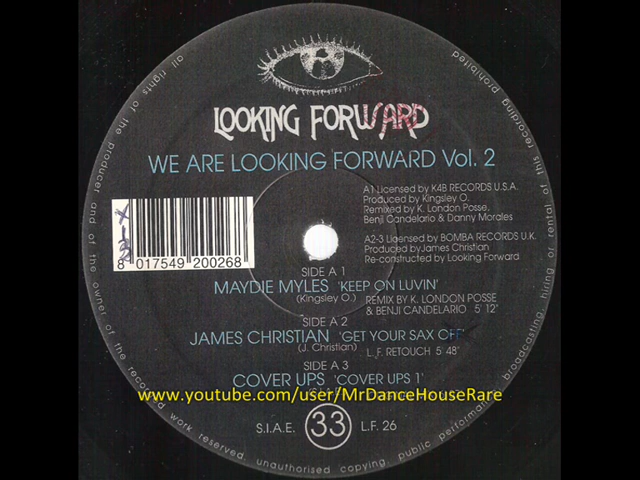 LOOKING FORWARD
WE ARE LOOKING FORWARD Vol. 2
A1 Licensed by K4B RECORDS U.S.A.
Produced by Kingsley O.
Remixed by K. London Posse.
Benji Candelario & Danny Morales
A2-3 Licensed by BOMBA RECORDS U.K.
Produced by James Christian
Re-constructed by Looking Forward
8 017549 200268
SIDE A 1
MAYDIE MYLES 'KEEP ON LUVIN'
(Kingsley O.)
REMIX BY K. LONDON POSSE
& BENJI CANDELARIO 5' 12"
SIDE A 2
JAMES CHRISTIAN 'GET YOUR SAX OFF'
(J. Christian)
L.F. RETOUCH 5' 48"
SIDE A 3
COVER UPS 'COVER UPS 1'
www.youtube.com/user/MrDanceHouseRare
S.I.A.E. 33 L.F. 26
all rights of the producer and of the owner of the recorded work reserved, unauthorised copying, public performance, broadcasting, hiring or rental of this recording prohibited